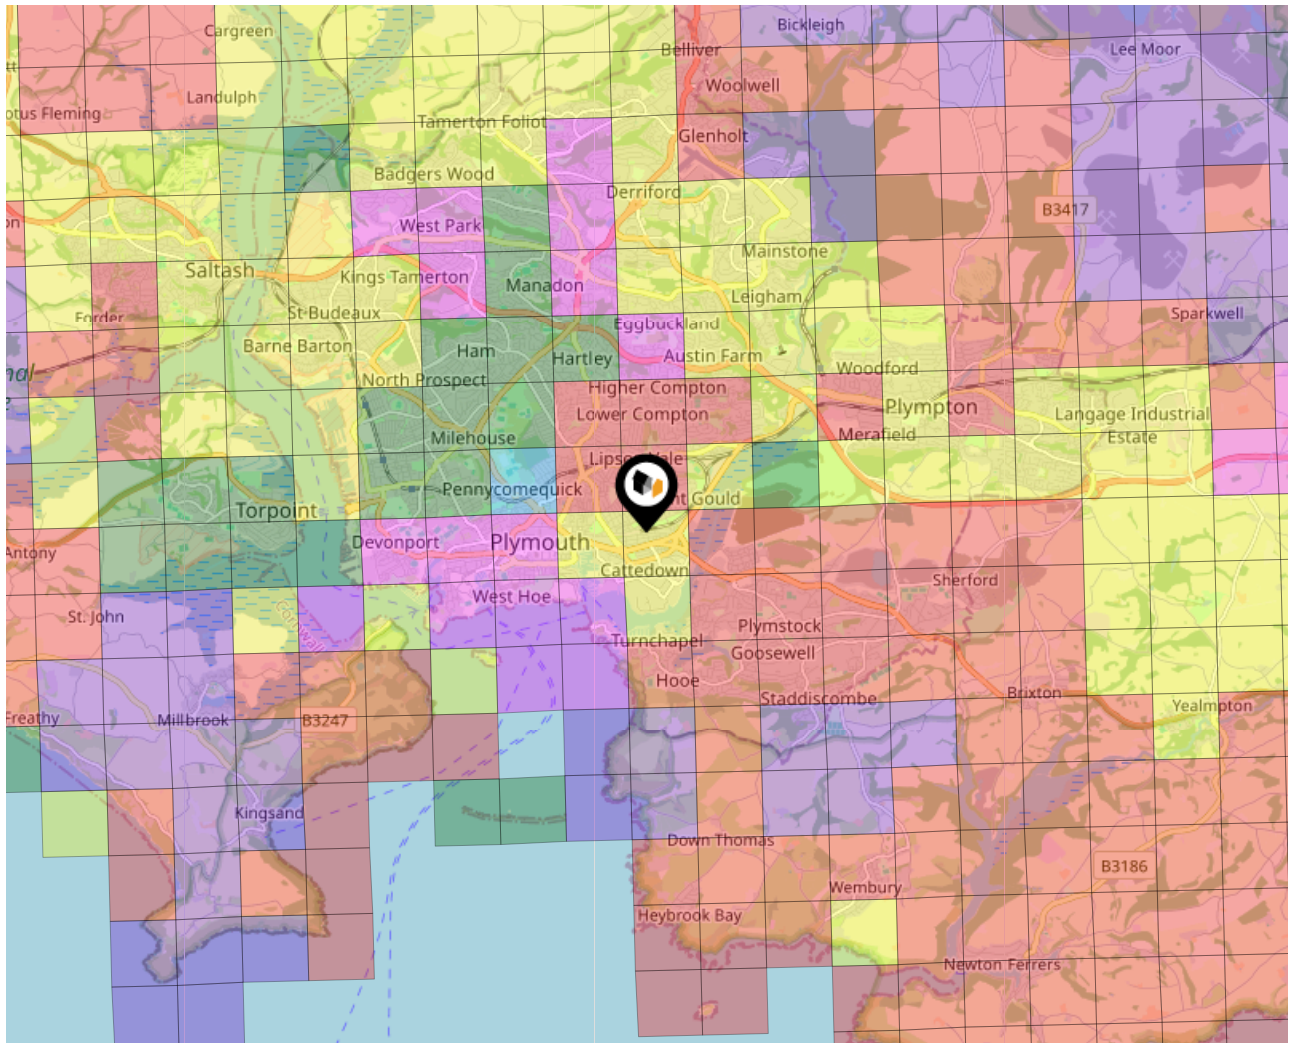 Cargreen
Bickleigh
Belliver
Lee Moor
Woolwell
Landulph
otus Fleming
Tamerton Foliot
Glenholt
Badgers Wood
Derriford
B3417
West Park
Mainstone
Saltash
Kings Tamerton
Manadon
Leigham
Forder
St Budeaux
Eggbuckland
Sparkwell
Barne Barton
Ham
Hartley
Austin Farm
Woodford
North Prospect
Higher Compton
Plympton
Lower Compton
Langage Industrial
Estate
Milehouse
Merafield
Pennycomequick
nt Gould
Torpoint
Devonport
Plymouth
Antony
Cattedown
Sherford
West Hoe
St. John
Cornwall
Turnchapel
Plymstock
Goosewell
Hooe
Staddiscombe
Brixton
Yealmpton
Freathy
Millbrook
B3247
Kingsand
Down Thomas
B3186
Wembury
Heybrook Bay
Newton Ferrers